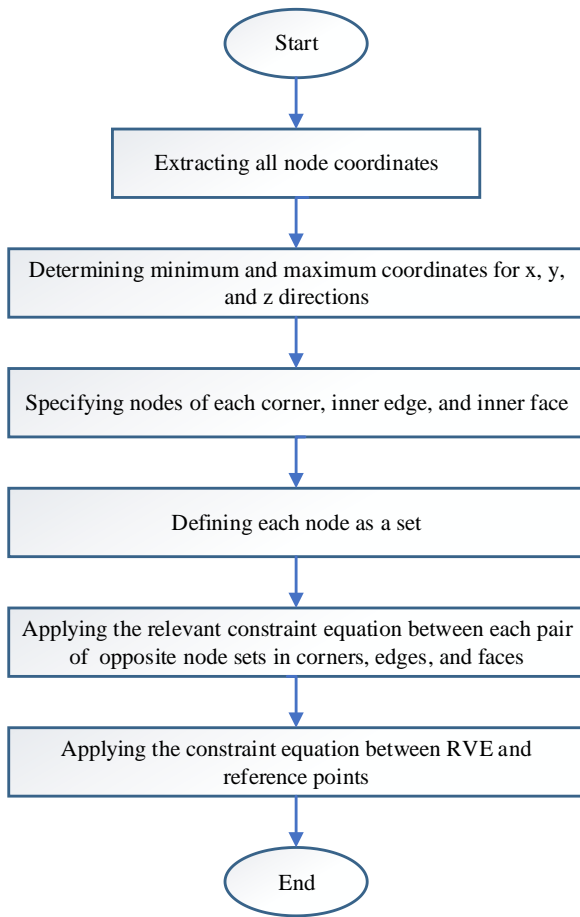 Start
Extracting all node coordinates
Determining minimum and maximum coordinates for x, y,
and z directions
Specifying nodes of each corner, inner edge, and inner face
Defining each node as a set
Applying the relevant constraint equation between each pair
of opposite node sets in corners, edges, and faces
Applying the constraint equation between RVE and
reference points
End